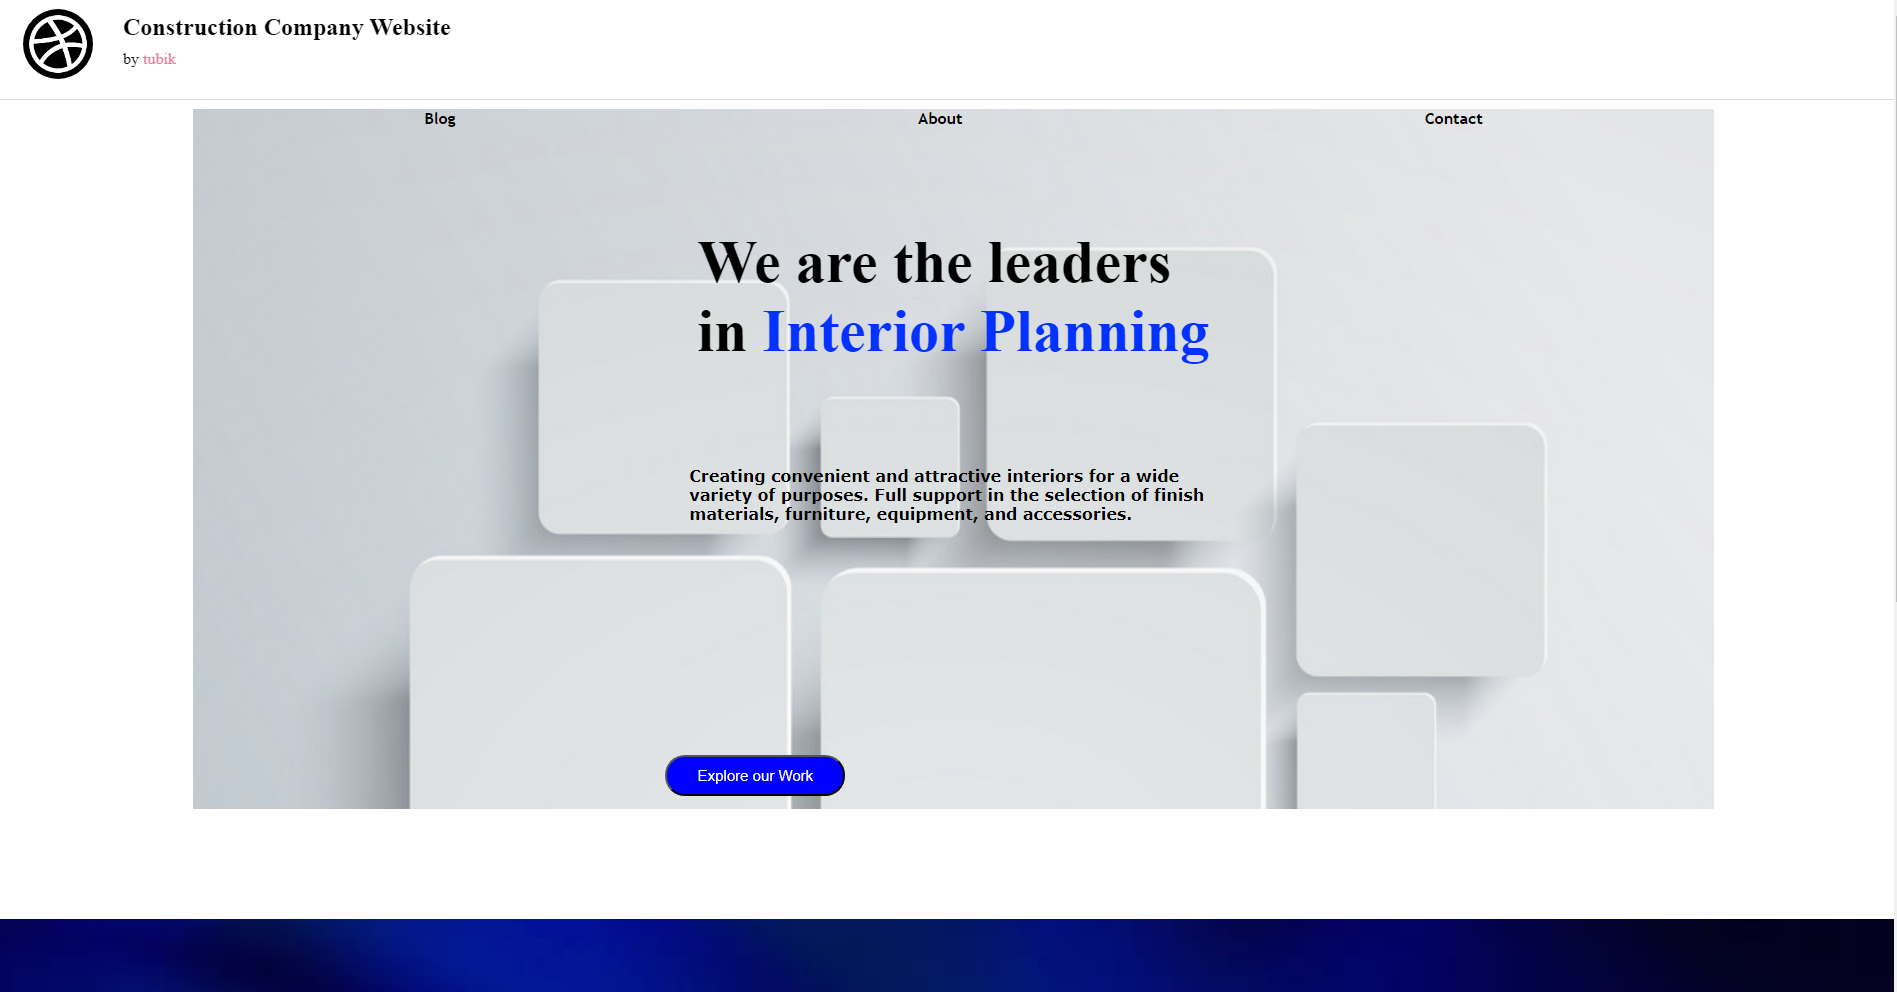 Construction Company Website
by tubik
Blog About Contact
We are the leaders
in Interior Planning
Creating convenient and attractive interiors for a wide
variety of purposes. Full support in the selection of finish
materials, furniture, equipment, and accessories.
Explore our Work